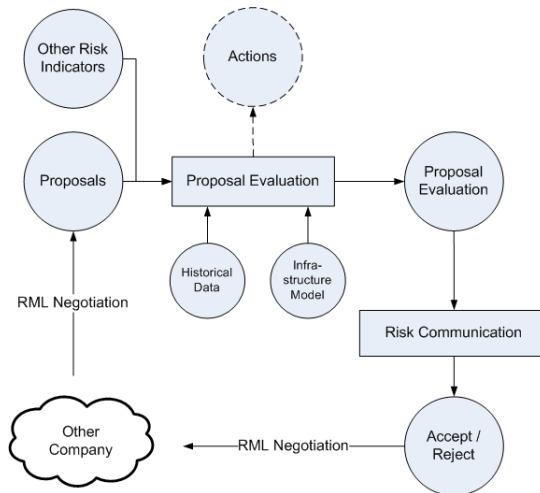 Other Risk
Indicators
Actions
Proposals
Proposal Evaluation
Proposal
Evaluation
Historical
Data
Infra-
structure
Model
RML Negotiation
Risk Communication
Other
Company
RML Negotiation
Accept /
Reject